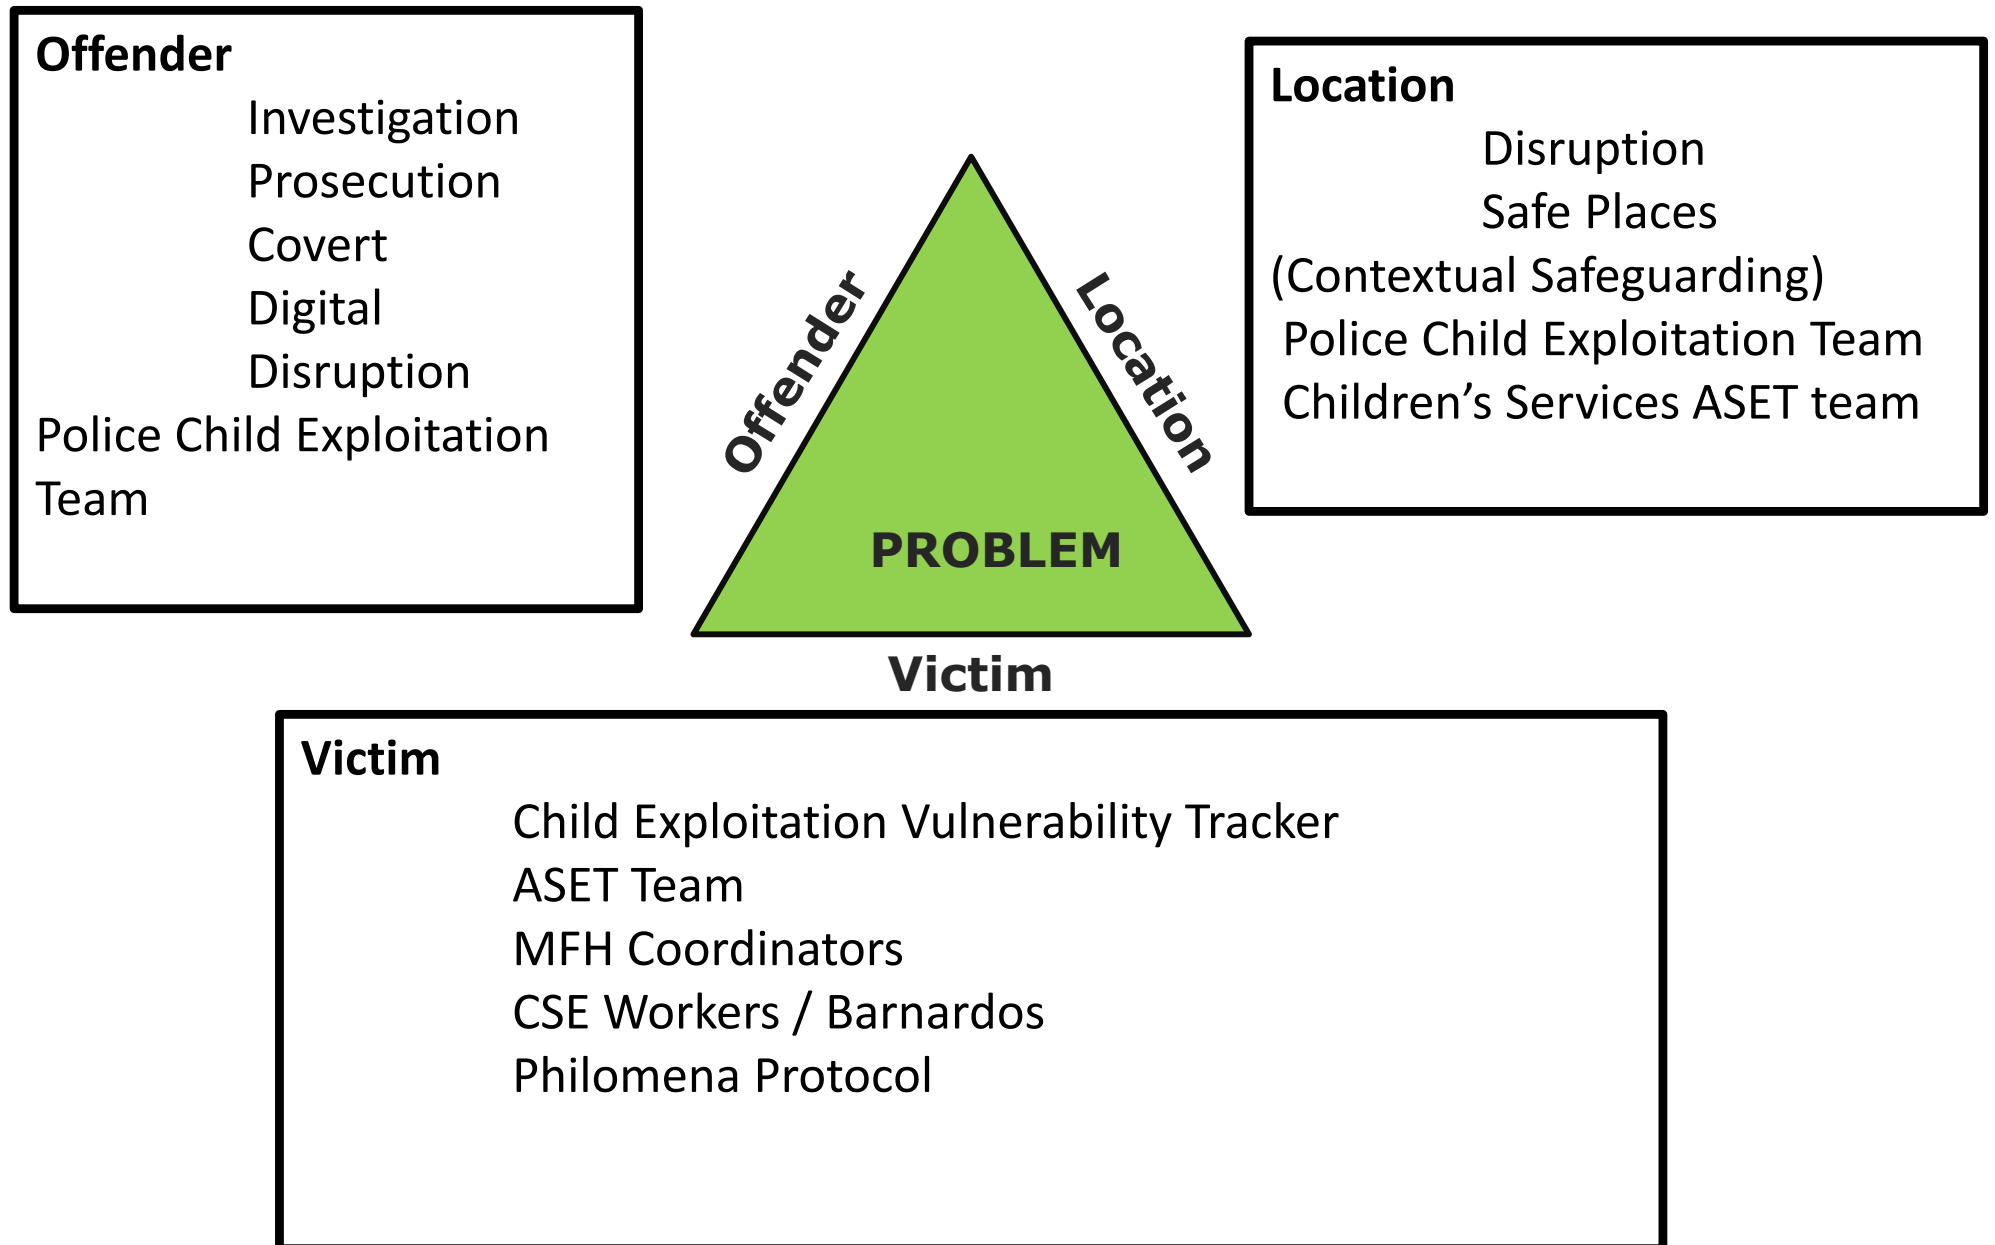 Offender
Investigation
Prosecution
Covert
Digital
Disruption
Police Child Exploitation
Team
Location
Disruption
Safe Places
(Contextual Safeguarding)
Police Child Exploitation Team
Children’s Services ASET team
Offender
Location
PROBLEM
Victim
Victim
Child Exploitation Vulnerability Tracker
ASET Team
MFH Coordinators
CSE Workers / Barnardos
Philomena Protocol